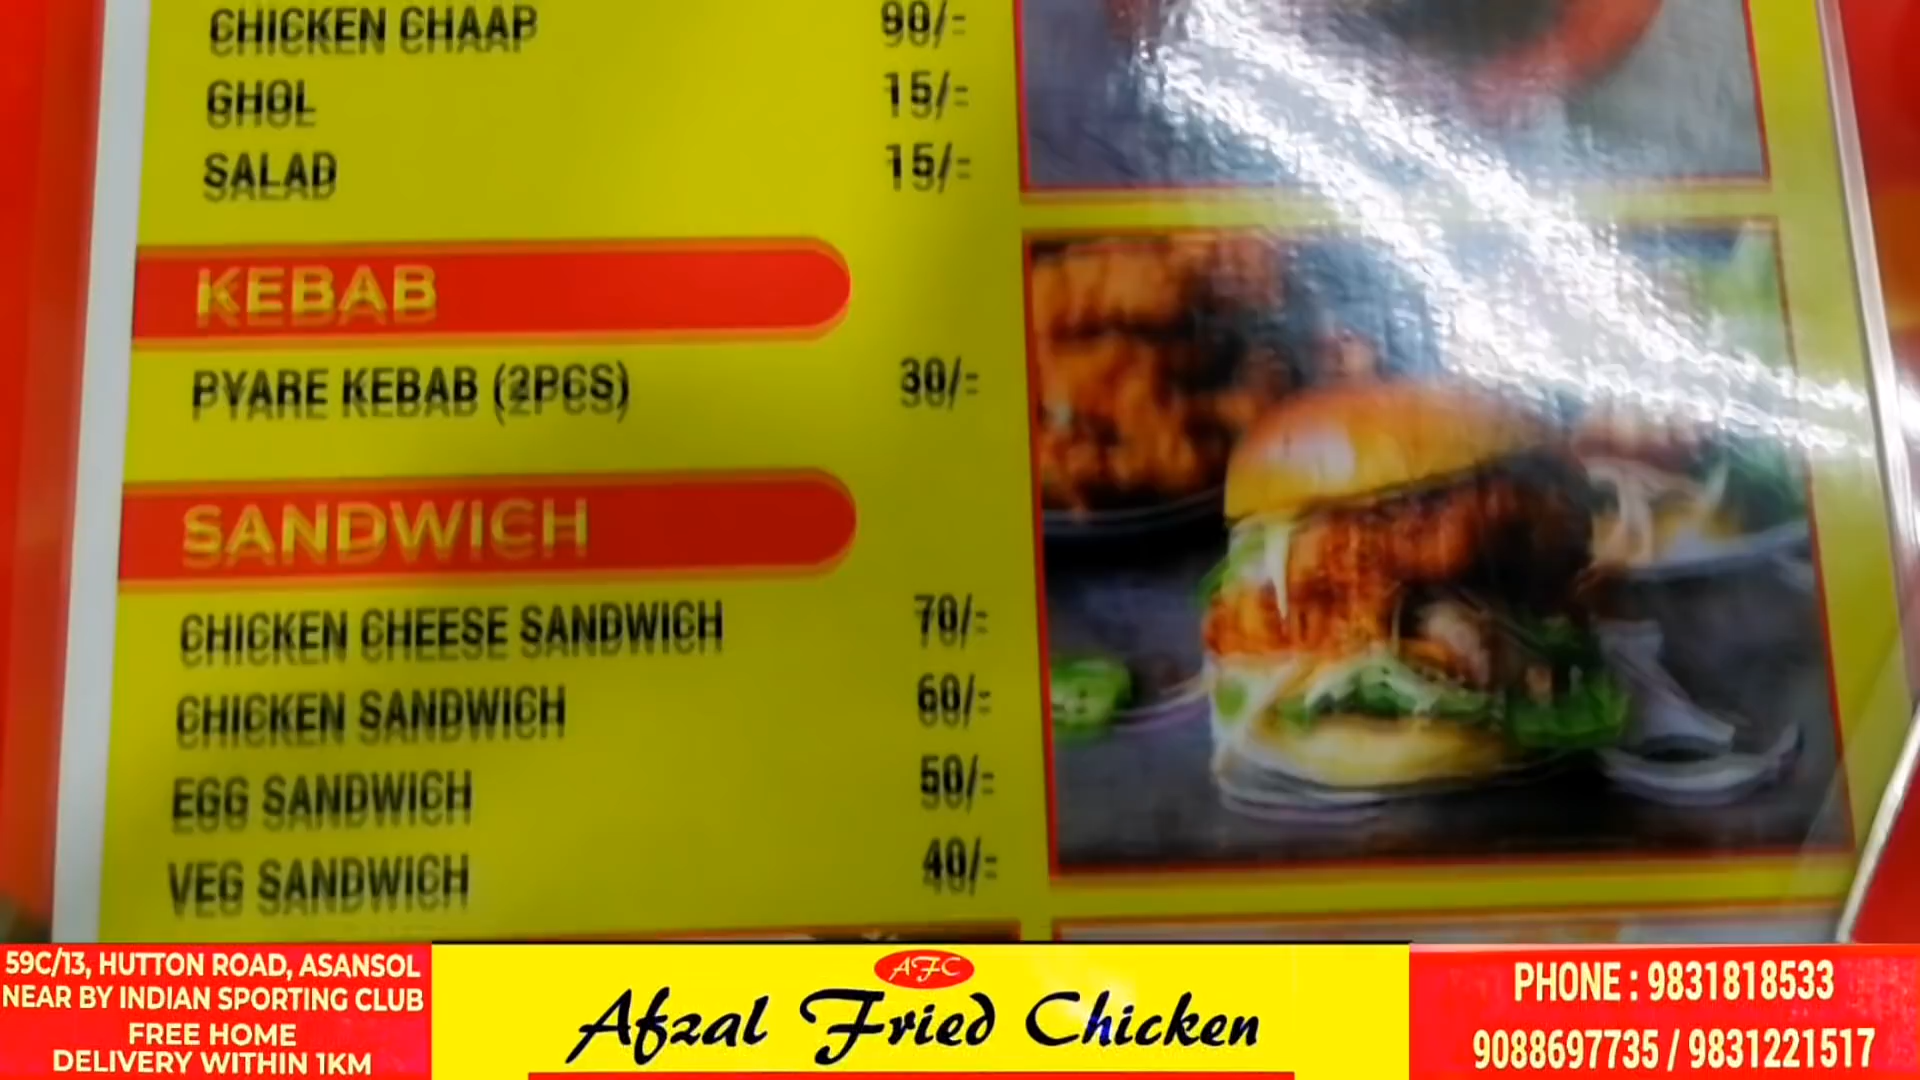 CHICKEN CHAAP 90/-
GHOL 15/-
SALAD 15/-
KEBAB
PYARE KEBAB (2PCS) 30/-
SANDWICH
CHICKEN CHEESE SANDWICH 70/-
CHICKEN SANDWICH 60/-
EGG SANDWICH 50/-
VEG SANDWICH 40/-
59C/13, HUTTON ROAD, ASANSOL
NEAR BY INDIAN SPORTING CLUB
FREE HOME
DELIVERY WITHIN 1KM
AFC
Afzal Fried Chicken
PHONE : 9831818533
9088697735 / 9831221517